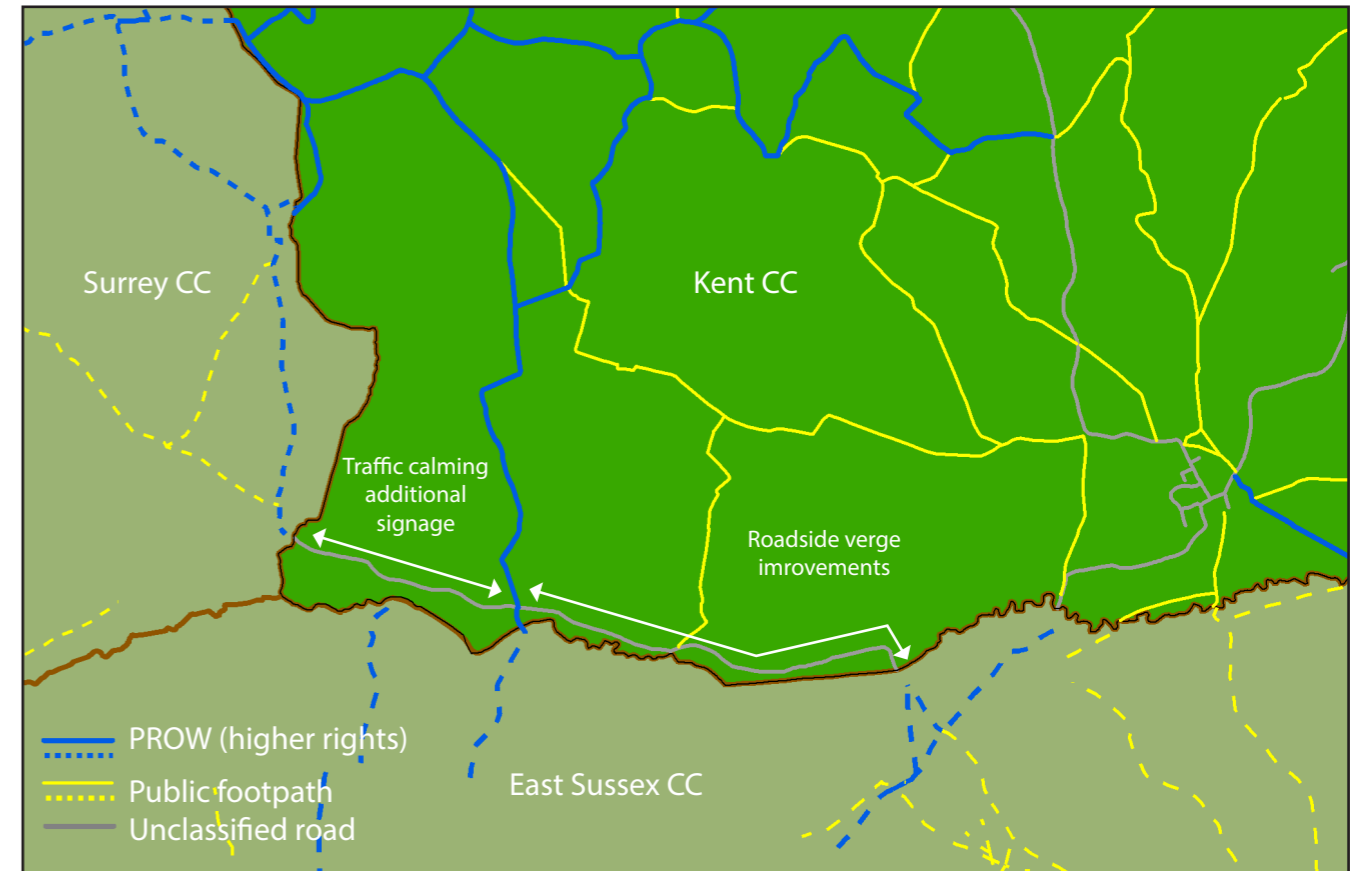 Surrey CC
Kent CC
Traffic calming
additional
signage
Roadside verge
imrovements
East Sussex CC
PROW (higher rights)
Public footpath
Unclassified road